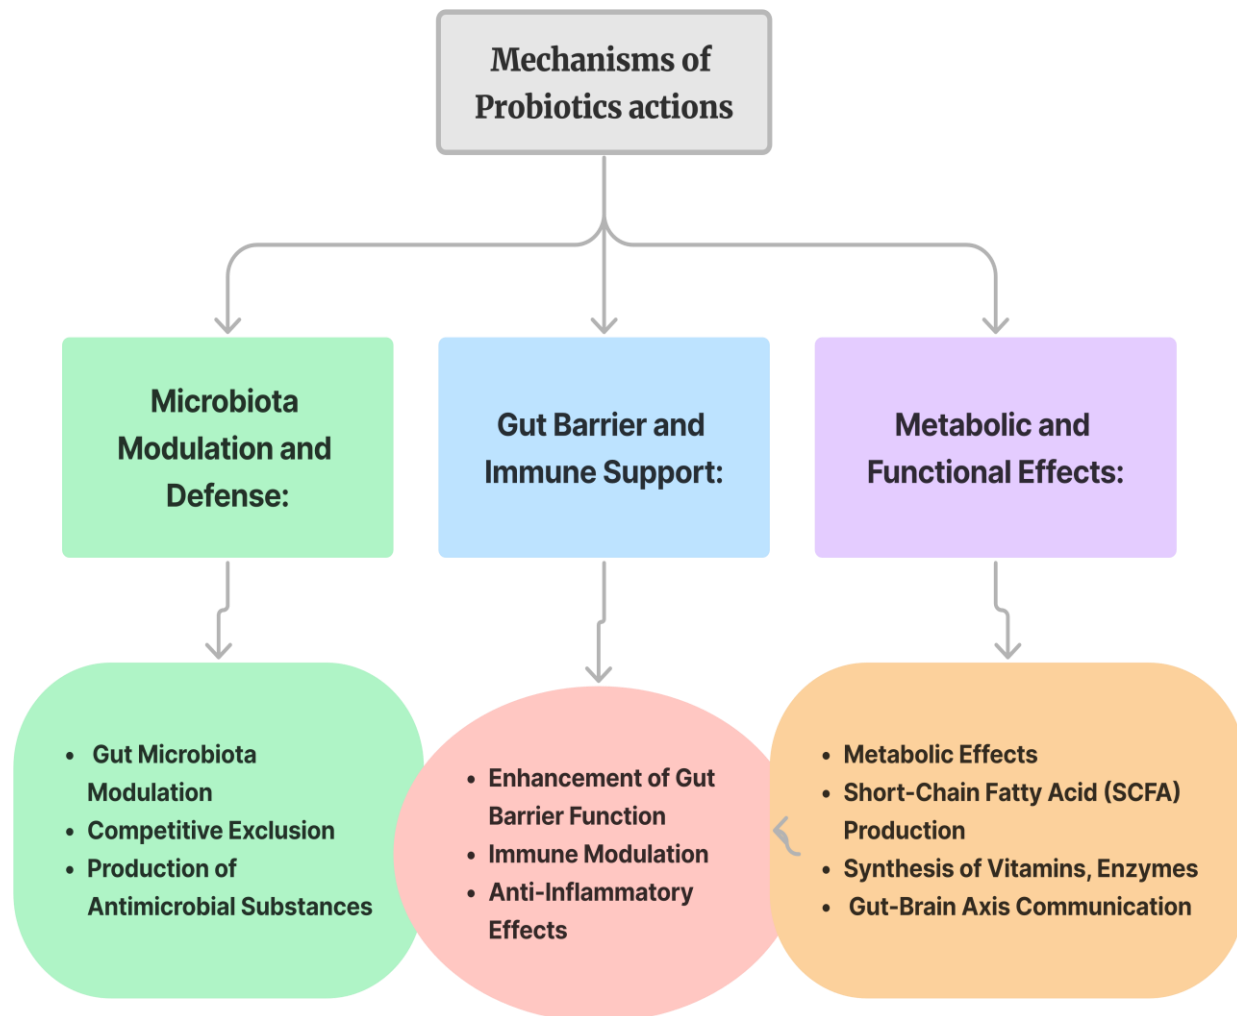 Mechanisms of
Probiotics actions
Microbiota
Modulation and
Defense:
Gut Barrier and
Immune Support:
Metabolic and
Functional Effects:
• Gut Microbiota
Modulation
• Competitive Exclusion
• Production of
Antimicrobial Substances
• Enhancement of Gut
Barrier Function
• Immune Modulation
• Anti-Inflammatory
Effects
• Metabolic Effects
• Short-Chain Fatty Acid (SCFA)
Production
• Synthesis of Vitamins, Enzymes
• Gut-Brain Axis Communication